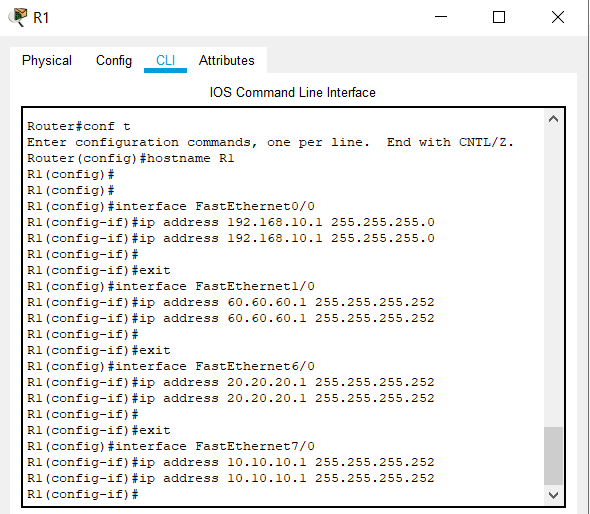 R1
Physical Config CLI Attributes
IOS Command Line Interface
Router#conf t
Enter configuration commands, one per line.  End with CNTL/Z.
Router(config)#hostname R1
R1(config)#
R1(config)#
R1(config)#interface FastEthernet0/0
R1(config-if)#ip address 192.168.10.1 255.255.255.0
R1(config-if)#ip address 192.168.10.1 255.255.255.0
R1(config-if)#
R1(config-if)#exit
R1(config)#interface FastEthernet1/0
R1(config-if)#ip address 60.60.60.1 255.255.255.252
R1(config-if)#ip address 60.60.60.1 255.255.255.252
R1(config-if)#
R1(config-if)#exit
R1(config)#interface FastEthernet6/0
R1(config-if)#ip address 20.20.20.1 255.255.255.252
R1(config-if)#ip address 20.20.20.1 255.255.255.252
R1(config-if)#
R1(config-if)#exit
R1(config)#interface FastEthernet7/0
R1(config-if)#ip address 10.10.10.1 255.255.255.252
R1(config-if)#ip address 10.10.10.1 255.255.255.252
R1(config-if)#